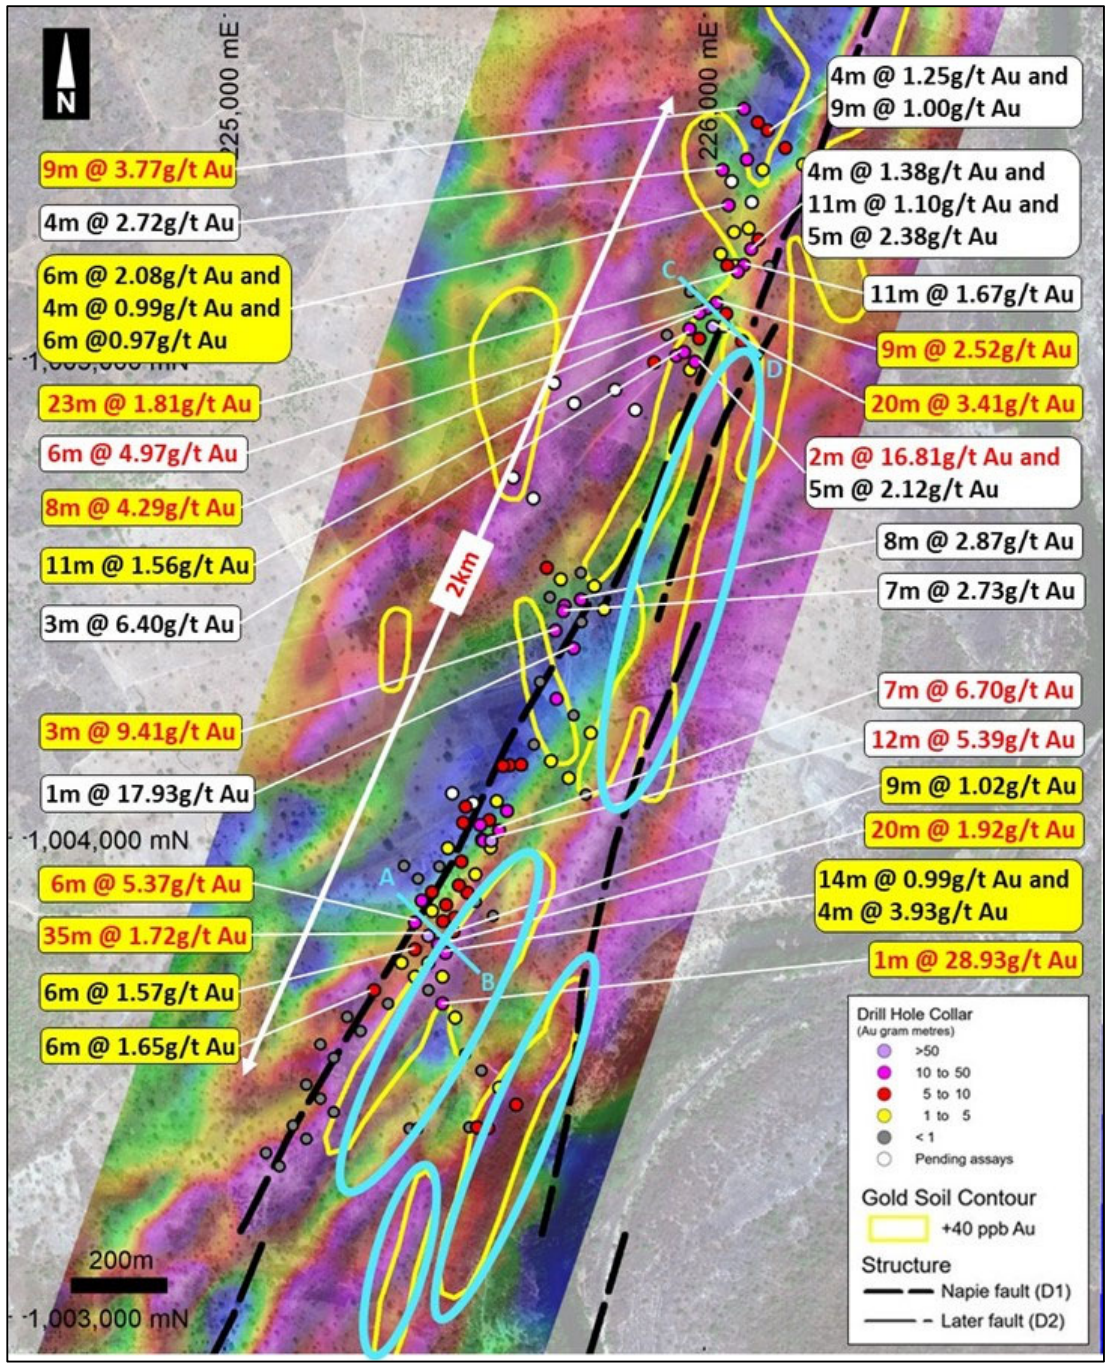 N
225,000 mE
226,000 mE
4m @ 1.25g/t Au and
9m @ 1.00g/t Au
9m @ 3.77g/t Au
4m @ 2.72g/t Au
4m @ 1.38g/t Au and
11m @ 1.10g/t Au and
5m @ 2.38g/t Au
6m @ 2.08g/t Au and
4m @ 0.99g/t Au and
6m @0.97g/t Au
C
11m @ 1.67g/t Au
9m @ 2.52g/t Au
D
23m @ 1.81g/t Au
20m @ 3.41g/t Au
6m @ 4.97g/t Au
2m @ 16.81g/t Au and
5m @ 2.12g/t Au
8m @ 4.29g/t Au
11m @ 1.56g/t Au
2km
8m @ 2.87g/t Au
7m @ 2.73g/t Au
3m @ 6.40g/t Au
7m @ 6.70g/t Au
3m @ 9.41g/t Au
12m @ 5.39g/t Au
1m @ 17.93g/t Au
9m @ 1.02g/t Au
1,004,000 mN
20m @ 1.92g/t Au
6m @ 5.37g/t Au
A
14m @ 0.99g/t Au and
4m @ 3.93g/t Au
35m @ 1.72g/t Au
1m @ 28.93g/t Au
B
6m @ 1.57g/t Au
6m @ 1.65g/t Au
Drill Hole Collar
(Au gram metres)
>50
10 to 50
5 to 10
1 to 5
< 1
Pending assays
Gold Soil Contour
+40 ppb Au
Structure
Napie fault (D1)
Later fault (D2)
200m
1,003,000 mN